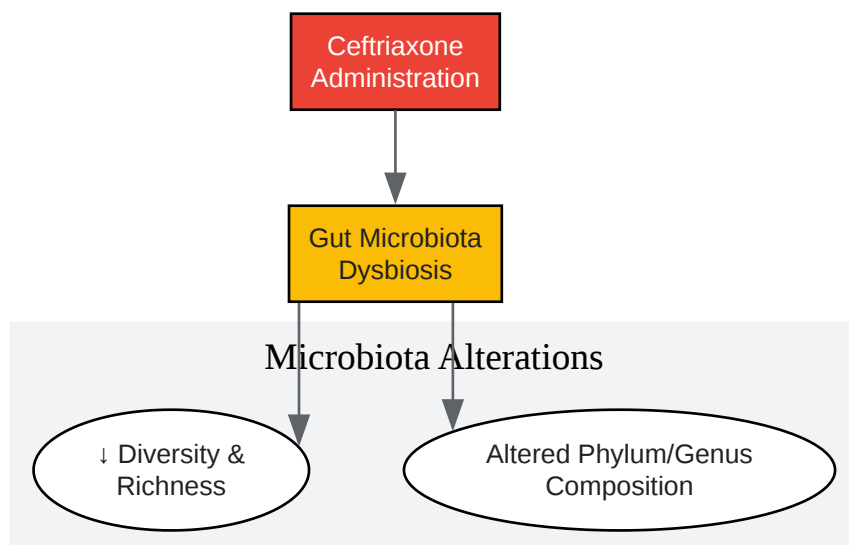 Ceftriaxone
Administration
Gut Microbiota
Dysbiosis
Microbiota Alterations
↓ Diversity &
Richness
Altered Phylum/Genus
Composition